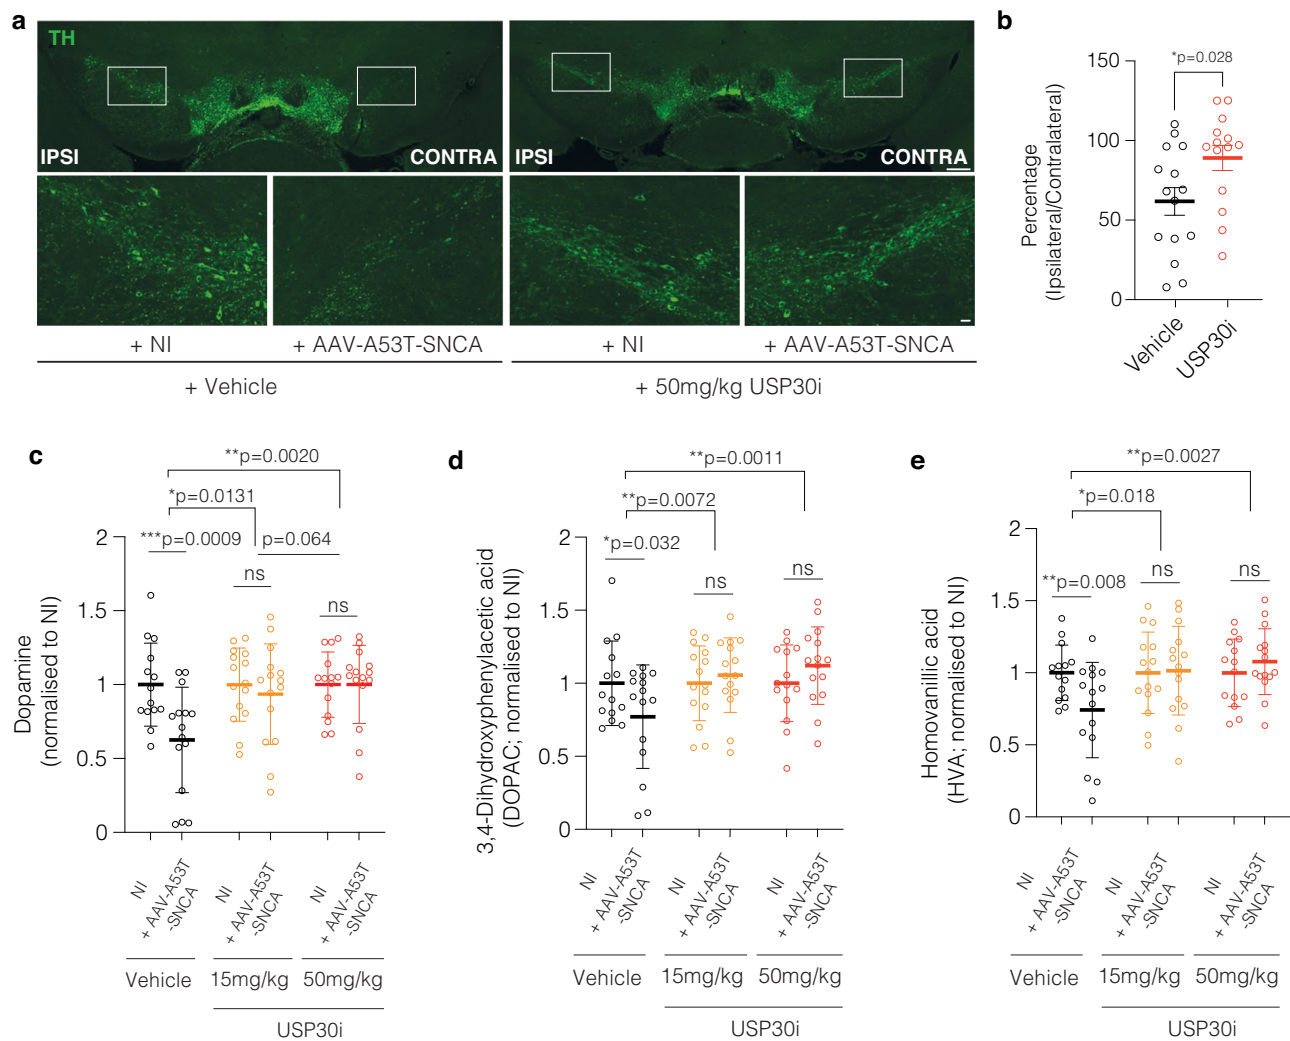 a
TH
IPSI
CONTRA
IPSI
CONTRA
+ NI
+ AAV-A53T-SNCA
+ NI
+ AAV-A53T-SNCA
+ Vehicle
+ 50mg/kg USP30i
b
*p=0.028
150
100
50
0
Percentage
(Ipsilateral/Contralateral)
Vehicle
USP30i
c
**p=0.0020
*p=0.0131
***p=0.0009
p=0.064
ns
ns
2
1.5
1
0.5
0
Dopamine
(normalised to NI)
NI
+ AAV-A53T
-SNCA
NI
+ AAV-A53T
-SNCA
NI
+ AAV-A53T
-SNCA
Vehicle
15mg/kg
50mg/kg
USP30i
d
**p=0.0011
**p=0.0072
*p=0.032
ns
ns
2
1.5
1
0.5
0
3,4-Dihydroxyphenylacetic acid
(DOPAC; normalised to NI)
NI
+ AAV-A53T
-SNCA
NI
+ AAV-A53T
-SNCA
NI
+ AAV-A53T
-SNCA
Vehicle
15mg/kg
50mg/kg
USP30i
e
**p=0.0027
*p=0.018
**p=0.008
ns
ns
2
1.5
1
0.5
0
Homovanilic acid
(HVA; normalised to NI)
NI
+ AAV-A53T
-SNCA
NI
+ AAV-A53T
-SNCA
NI
+ AAV-A53T
-SNCA
Vehicle
15mg/kg
50mg/kg
USP30i